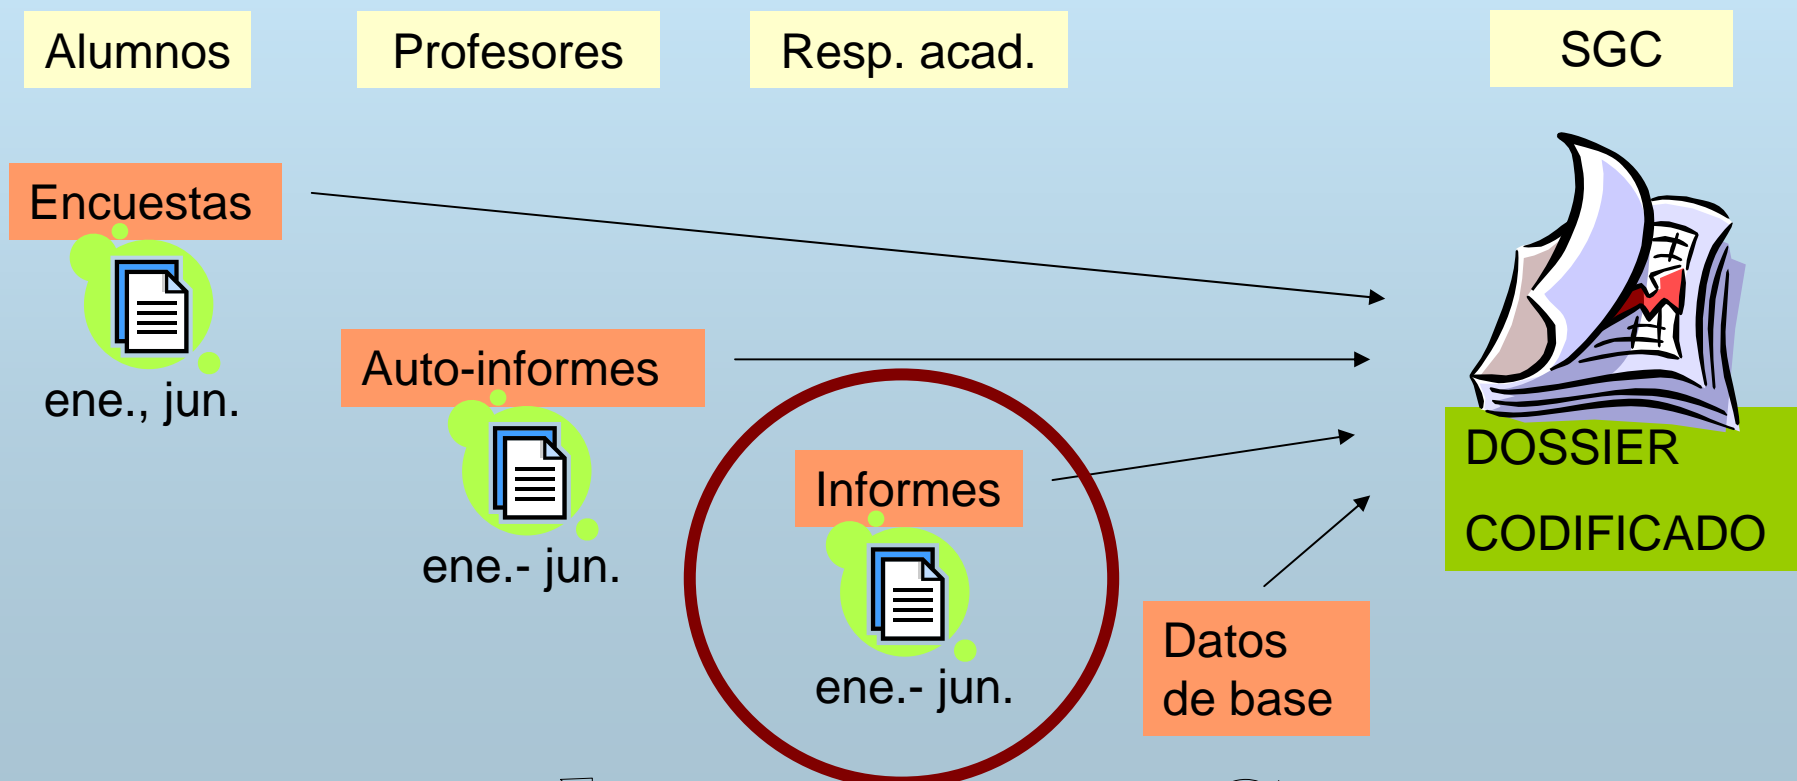 Alumnos
Profesores
Resp. acad.
SGC
Encuestas
ene., jun.
Auto-informes
ene.- jun.
Informes
ene.- jun.
Datos
de base
DOSSIER
CODIFICADO